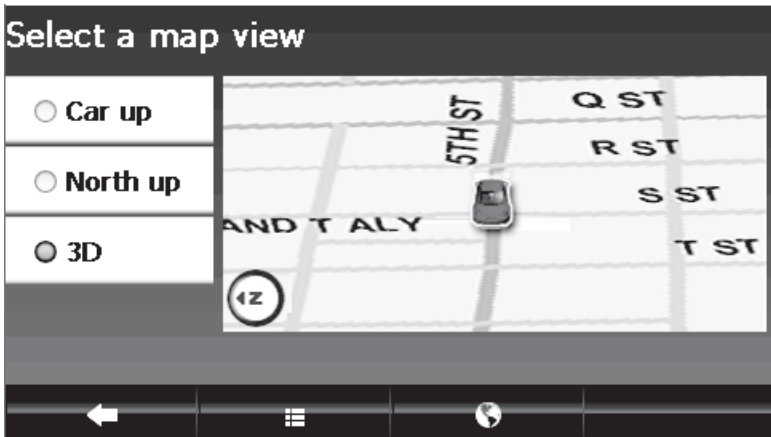 Select a map view
Car up
North up
3D
5TH ST
Q ST
R ST
S ST
AND T ALY
T ST
N